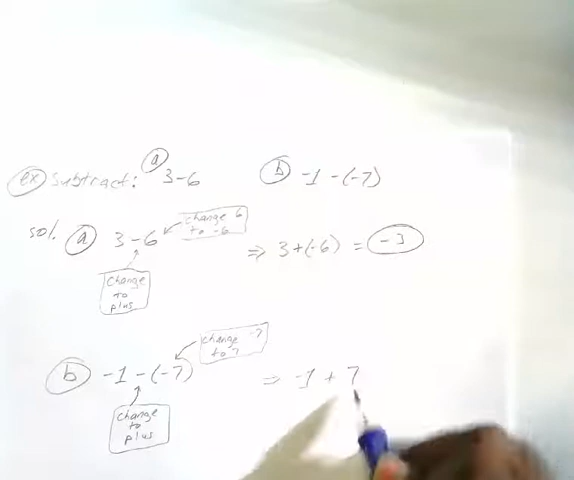 ex subtract: a 3-6 b -1-(-7)
sol. a 3-6 change 6 to -6 ⇒ 3+(-6) = -3
change to plus
b -1-(-7) change -7 to 7 ⇒ -1+7
change to plus